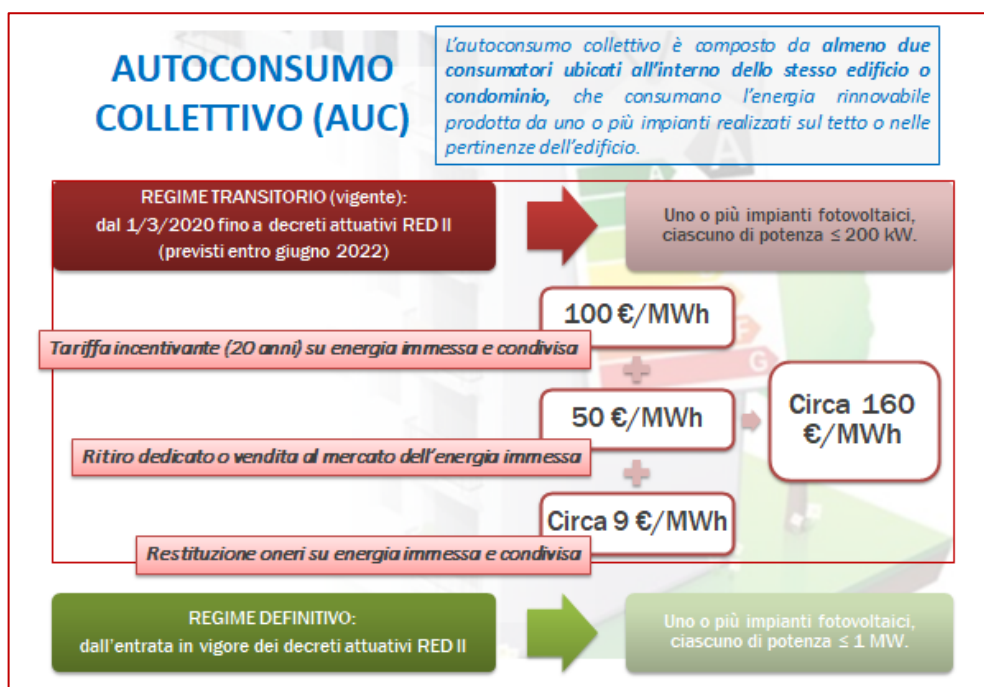 AUTOCONSUMO
COLLETTIVO (AUC)
L'autoconsumo collettivo è composto da almeno due
consumatori ubicati all'interno dello stesso edificio o
condominio, che consumano l'energia rinnovabile
prodotta da uno o più impianti realizzati sul tetto o nelle
pertinenze dell'edificio.
A
A
REGIME TRANSITORIO (vigente):
dal 1/3/2020 fino a decreti attuativi RED II
(previsti entro giugno 2022)
Uno o più impianti fotovoltaici,
ciascuno di potenza ≤ 200 kW.
100 €/MWh
Tariffa incentivante (20 anni) su energia immessa e condivisa
F
G
50 €/MWh
Ritiro dedicato o vendita al mercato dell'energia immessa
Circa 160
€/MWh
Circa 9 €/MWh
Restituzione oneri su energia immessa e condivisa
REGIME DEFINITIVO:
dall'entrata in vigore dei decreti attuativi RED II
Uno o più impianti fotovoltaici,
ciascuno di potenza ≤ 1 MW.